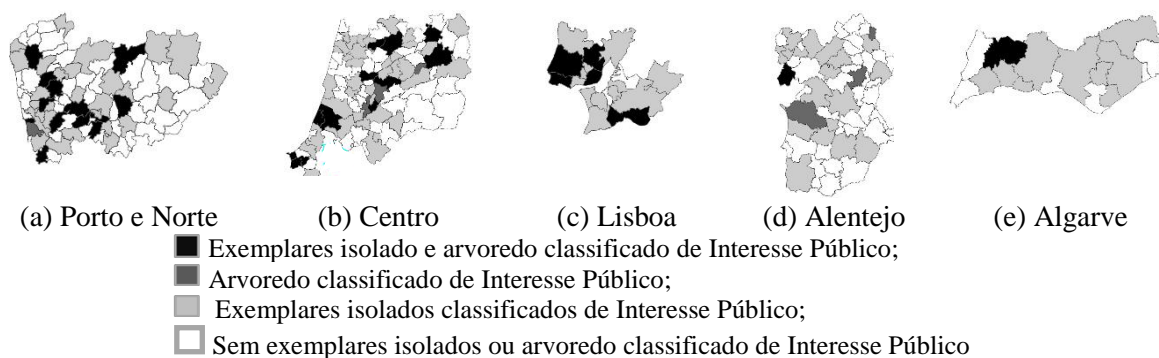 (a) Porto e Norte (b) Centro (c) Lisboa (d) Alentejo (e) Algarve
Exemplares isolado e arvoredo classificado de Interesse Público;
Arvoredo classificado de Interesse Público;
Exemplares isolados classificados de Interesse Público;
Sem exemplares isolados ou arvoredo classificado de Interesse Público